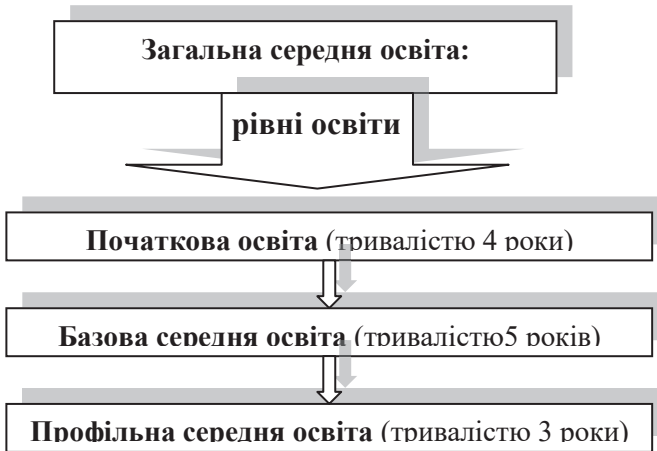 Загальна середня освіта:
рівні освіти
Початкова освіта (тривалістю 4 роки)
Базова середня освіта (тривалістю5 років)
Профільна середня освіта (тривалістю 3 роки)